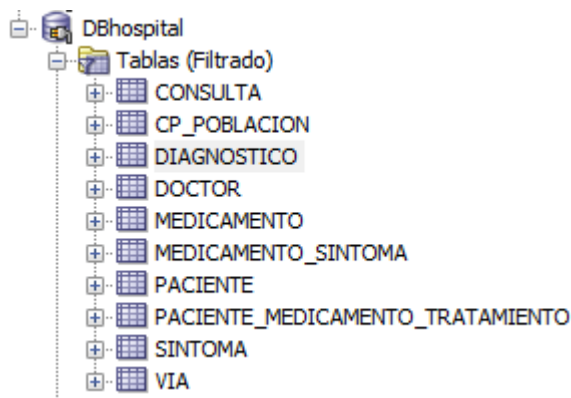 DBhospital
Tablas (Filtrado)
CONSULTA
CP_POBLACION
DIAGNOSTICO
DOCTOR
MEDICAMENTO
MEDICAMENTO_SINTOMA
PACIENTE
PACIENTE_MEDICAMENTO_TRATAMIENTO
SINTOMA
VIA